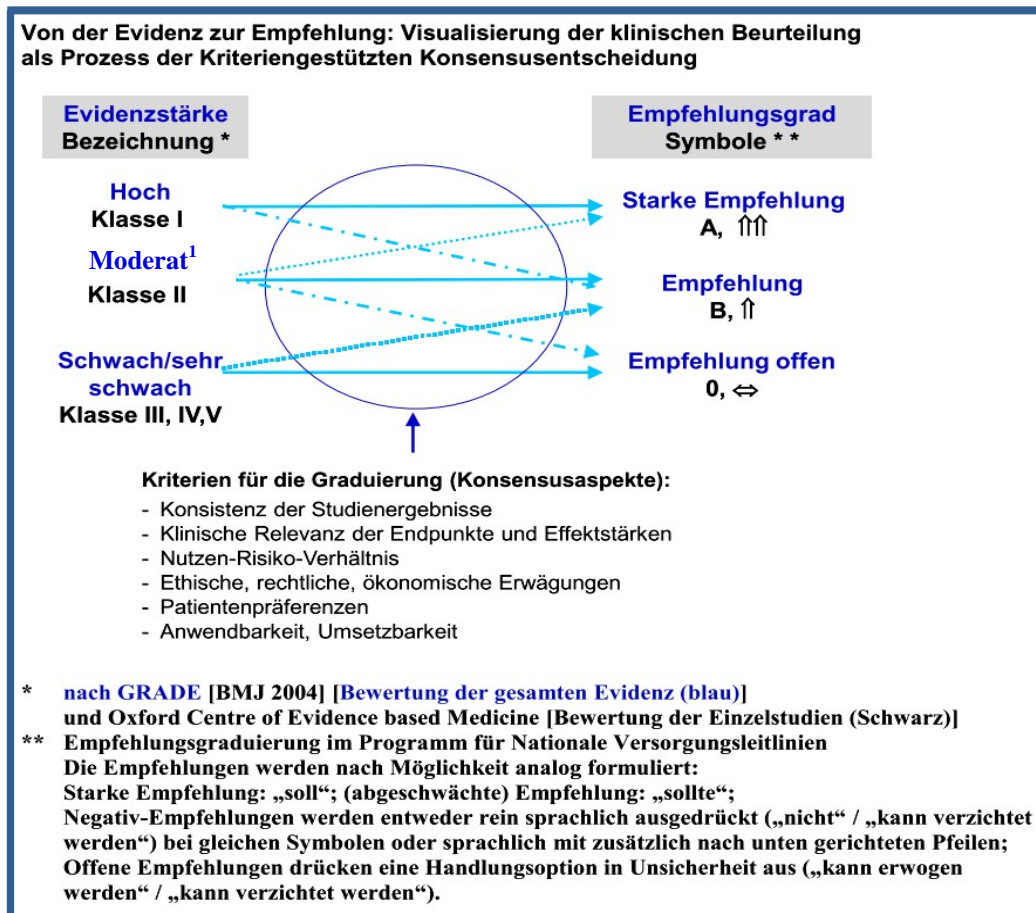 Von der Evidenz zur Empfehlung: Visualisierung der klinischen Beurteilung
als Prozess der Kriteriengestützten Konsensusentscheidung
Evidenzstärke
Bezeichnung *
Empfehlungsgrad
Symbole * *
Hoch
Klasse I
Starke Empfehlung
A, ⇑⇑
Moderat¹
Klasse II
Empfehlung
B, ⇑
Schwach/sehr
schwach
Klasse III, IV,V
Empfehlung offen
0, ⇔
Kriterien für die Graduierung (Konsensusaspekte):
- Konsistenz der Studienergebnisse
- Klinische Relevanz der Endpunkte und Effektstärken
- Nutzen-Risiko-Verhältnis
- Ethische, rechtliche, ökonomische Erwägungen
- Patientenpräferenzen
- Anwendbarkeit, Umsetzbarkeit
* nach GRADE [BMJ 2004] [Bewertung der gesamten Evidenz (blau)]
und Oxford Centre of Evidence based Medicine [Bewertung der Einzelstudien (Schwarz)]
** Empfehlungsgraduierung im Programm für Nationale Versorgungsleitlinien
Die Empfehlungen werden nach Möglichkeit analog formuliert:
Starke Empfehlung: „soll“; (abgeschwächte) Empfehlung: „sollte“;
Negativ-Empfehlungen werden entweder rein sprachlich ausgedrückt („nicht“ / „kann verzichtet
werden“) bei gleichen Symbolen oder sprachlich mit zusätzlich nach unten gerichteten Pfeilen;
Offene Empfehlungen drücken eine Handlungsoption in Unsicherheit aus („kann erwogen
werden“ / „kann verzichtet werden“).